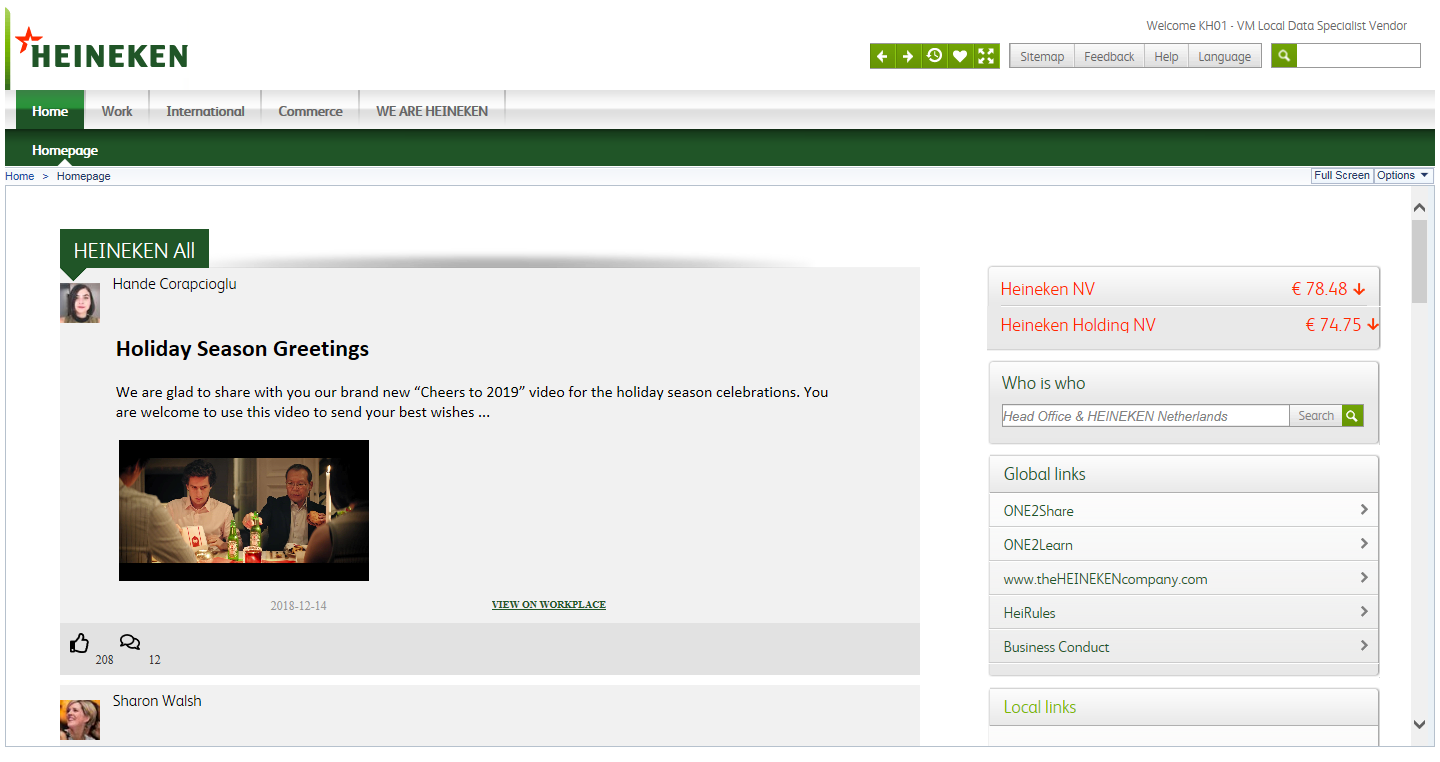 Welcome KH01 - VM Local Data Specialist Vendor
HEINEKEN
Sitemap Feedback Help Language
Home Work International Commerce WE ARE HEINEKEN
Homepage
Home > Homepage
Full Screen Options
HEINEKEN All
Hande Corapcioglu
Holiday Season Greetings
We are glad to share with you our brand new “Cheers to 2019” video for the holiday season celebrations. You
are welcome to use this video to send your best wishes ...
2018-12-14 VIEW ON WORKPLACE
208 12
Sharon Walsh
Heineken NV € 78.48
Heineken Holding NV € 74.75
Who is who
Head Office & HEINEKEN Netherlands Search
Global links
ONE2Share
ONE2Learn
www.theHEINEKENcompany.com
HeiRules
Business Conduct
Local links